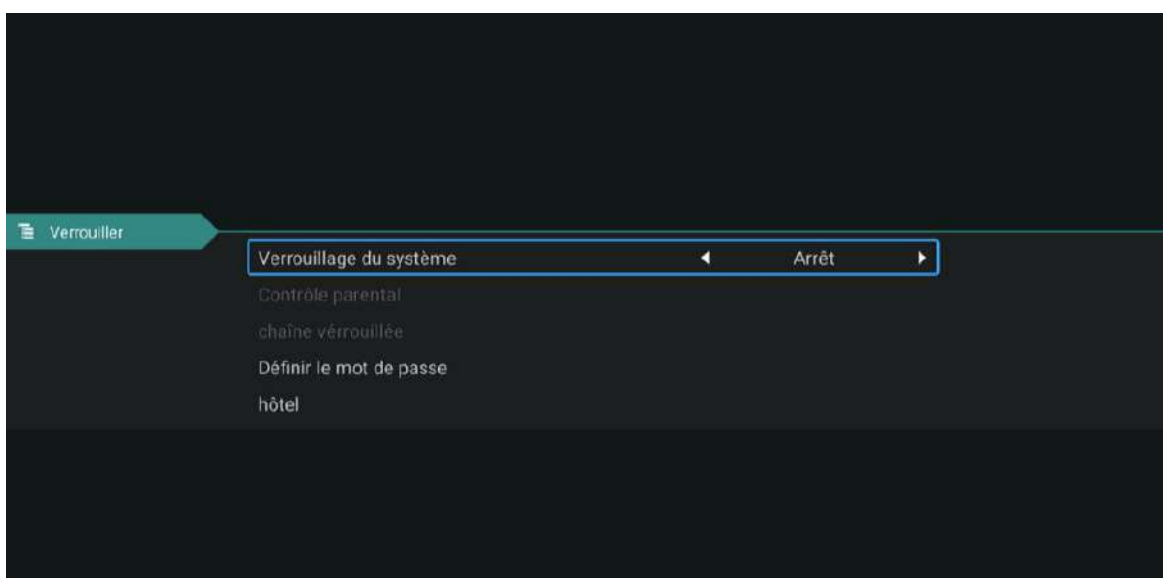 Verrouiller
Verrouillage du système Arrêt
Contrôle parental
chaîne vérrouillée
Définir le mot de passe
hôtel